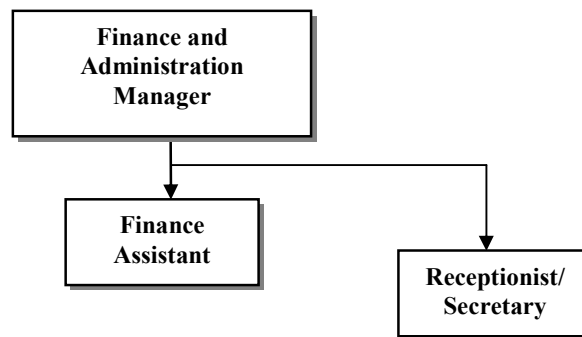 Finance and
Administration
Manager
Finance
Assistant
Receptionist/
Secretary